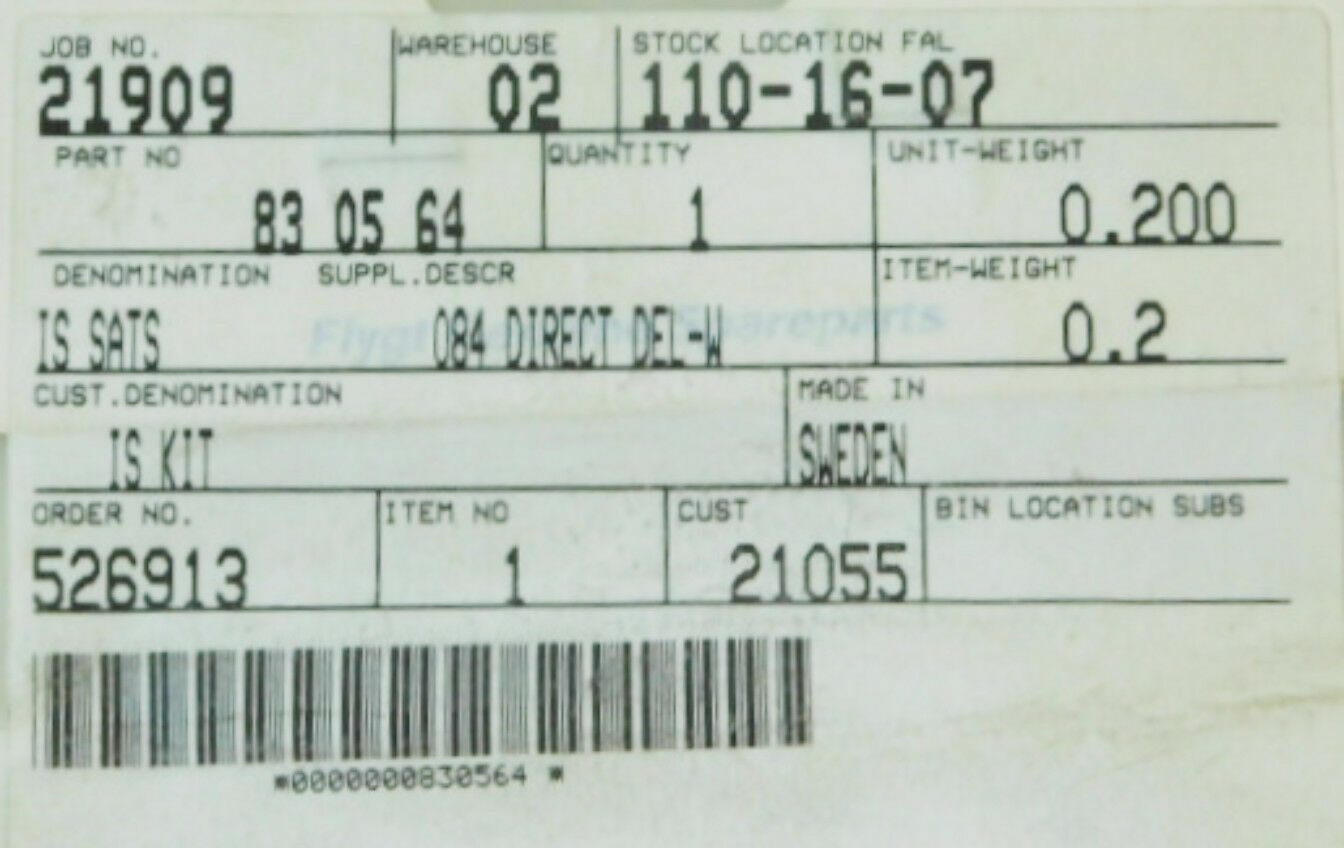 JOB NO. WAREHOUSE STOCK LOCATION FAL
21909 02 110-16-07
PART NO QUANTITY UNIT-WEIGHT
83 05 64 1 0.200
DENOMINATION SUPPL.DESCR ITEM-WEIGHT
IS SATS 084 DIRECT DEL-W 0.2
Spareparts
CUST.DENOMINATION MADE IN
IS KIT SWEDEN
ORDER NO. ITEM NO CUST BIN LOCATION SUBS
526913 1 21055
*0000000830564 *